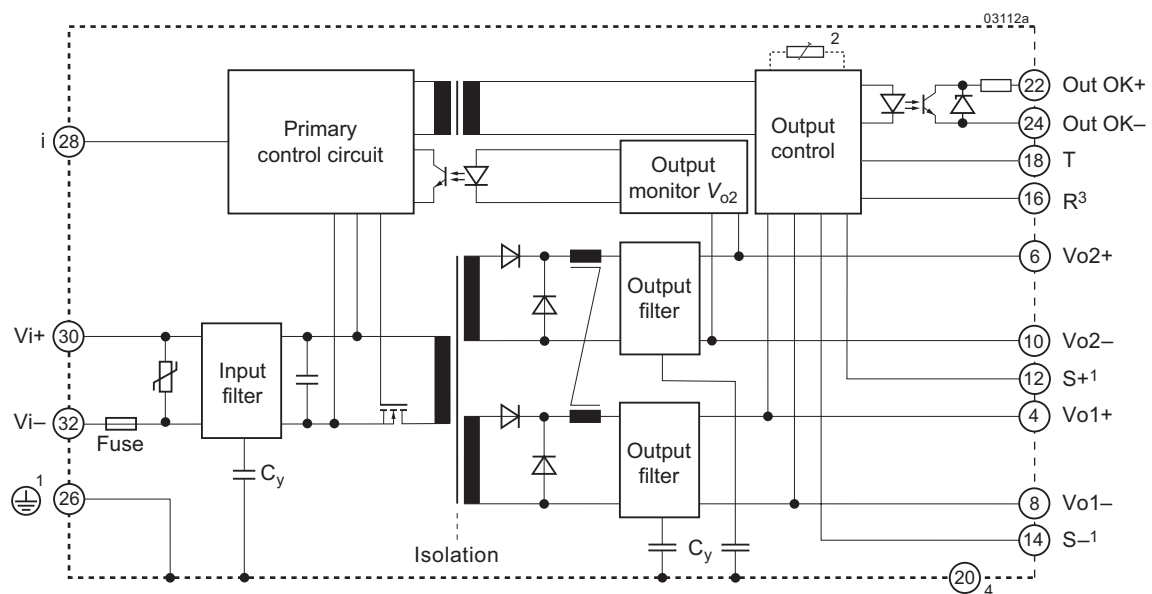 03112a
2
22 Out OK+
Primary
control circuit
Output
control
24 Out OK–
i 28
18 T
Output
monitor Vo2
16 R3
6 Vo2+
Output
filter
Vi+ 30
10 Vo2–
Input
filter
12 S+1
4 Vo1+
Vi– 32
Fuse
Output
filter
Cy
1
26
8 Vo1–
14 S–1
Isolation
Cy
20 4